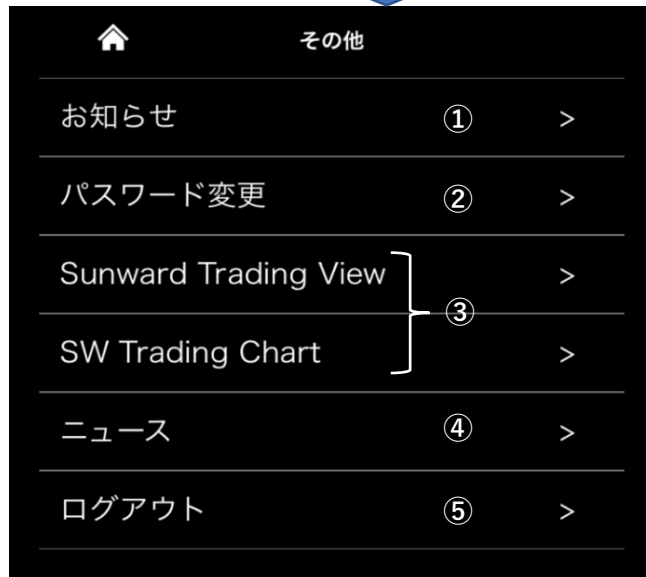 その他
お知らせ ① >
パスワード変更 ② >
Sunward Trading View >
③
SW Trading Chart >
ニュース ④ >
ログアウト ⑤ >